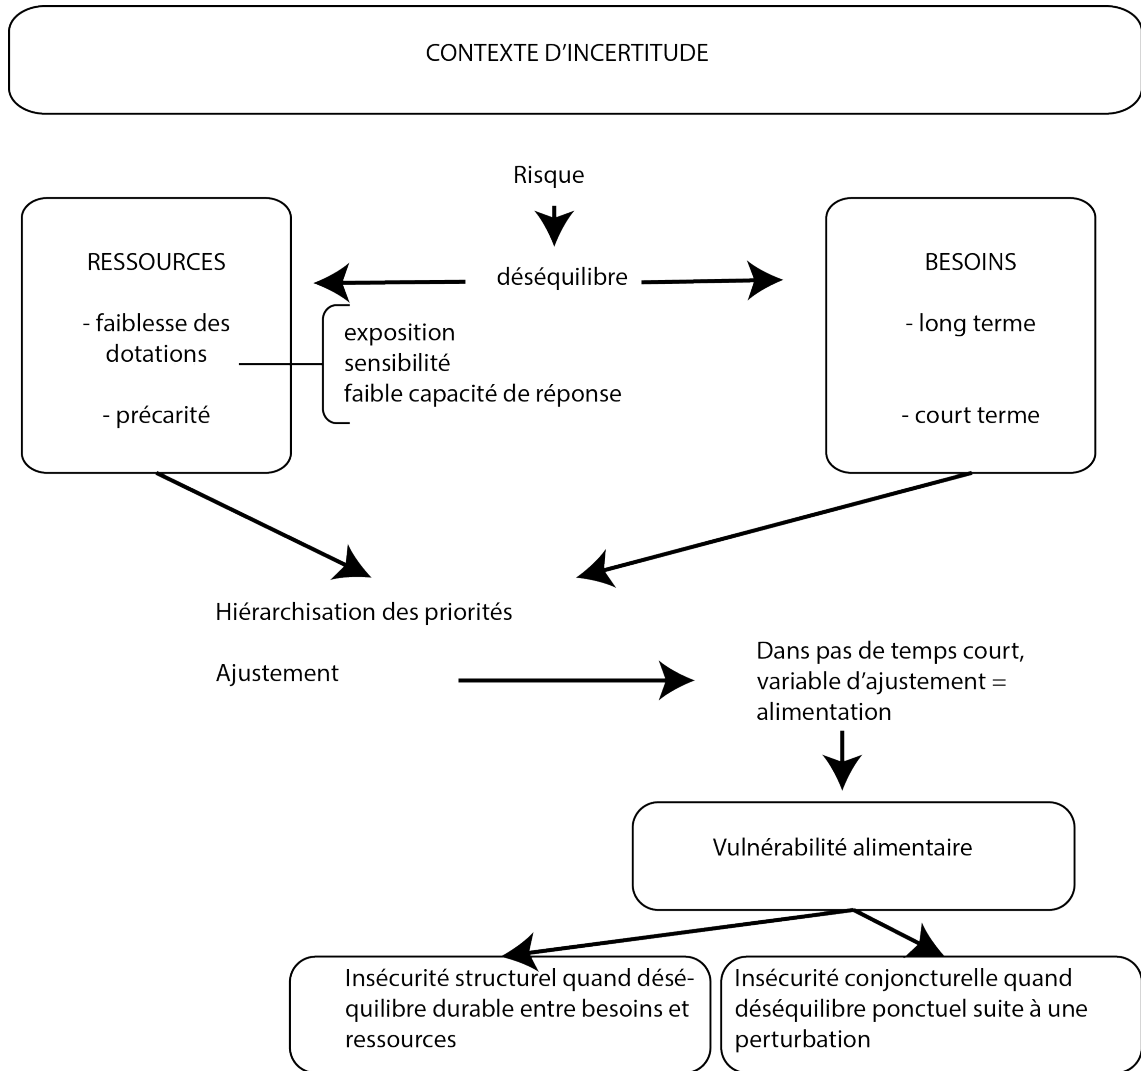 CONTEXTE D’INCERTITUDE
Risque
déséquilibre
RESSOURCES
- faiblesse des
dotations
- précarité
exposition
sensibilité
faible capacité de réponse
BESOINS
- long terme
- court terme
Hiérarchisation des priorités
Ajustement
Dans pas de temps court,
variable d’ajustement =
alimentation
Vulnérabilité alimentaire
Insécurité structurel quand désé-
quilibre durable entre besoins et
ressources
Insécurité conjoncturelle quand
déséquilibre ponctuel suite à une
perturbation